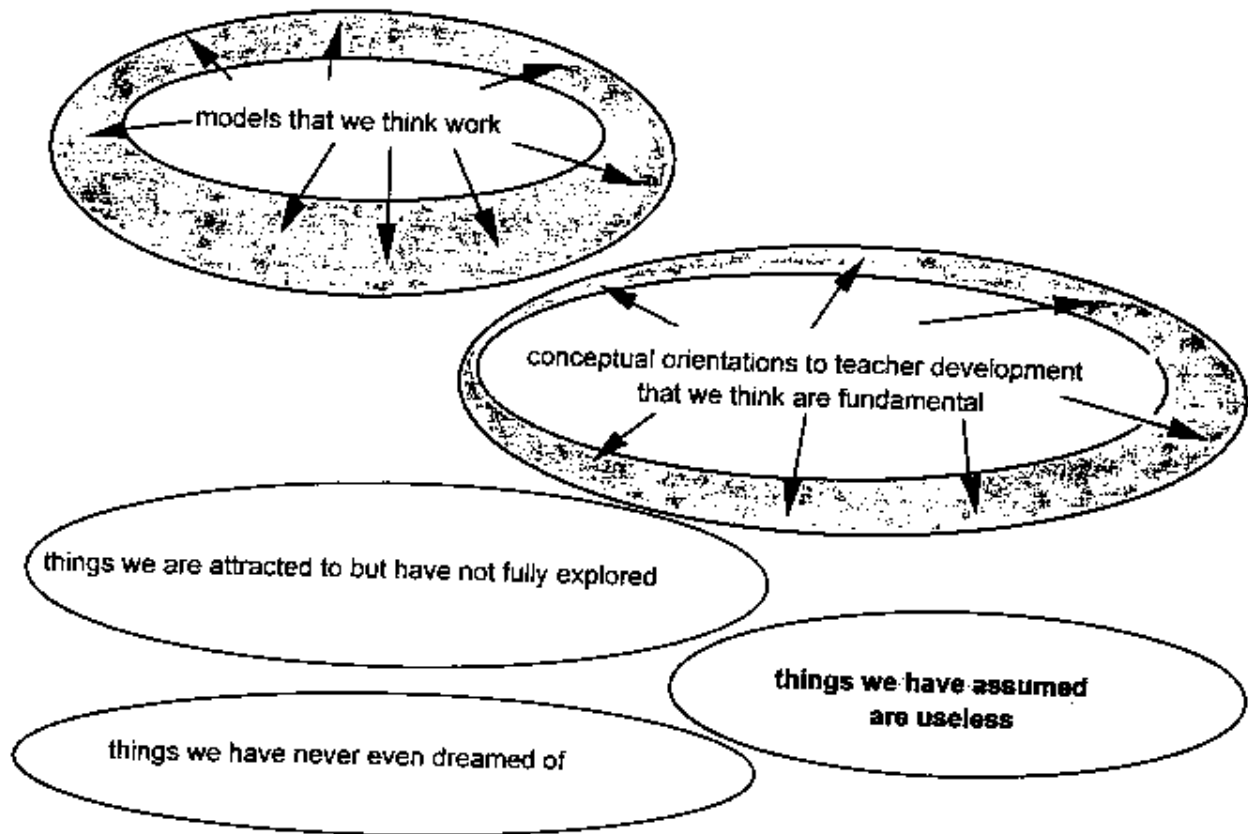 models that we think work
conceptual orientations to teacher development
that we think are fundamental
things we are attracted to but have not fully explored
things we have assumed
are useless
things we have never even dreamed of